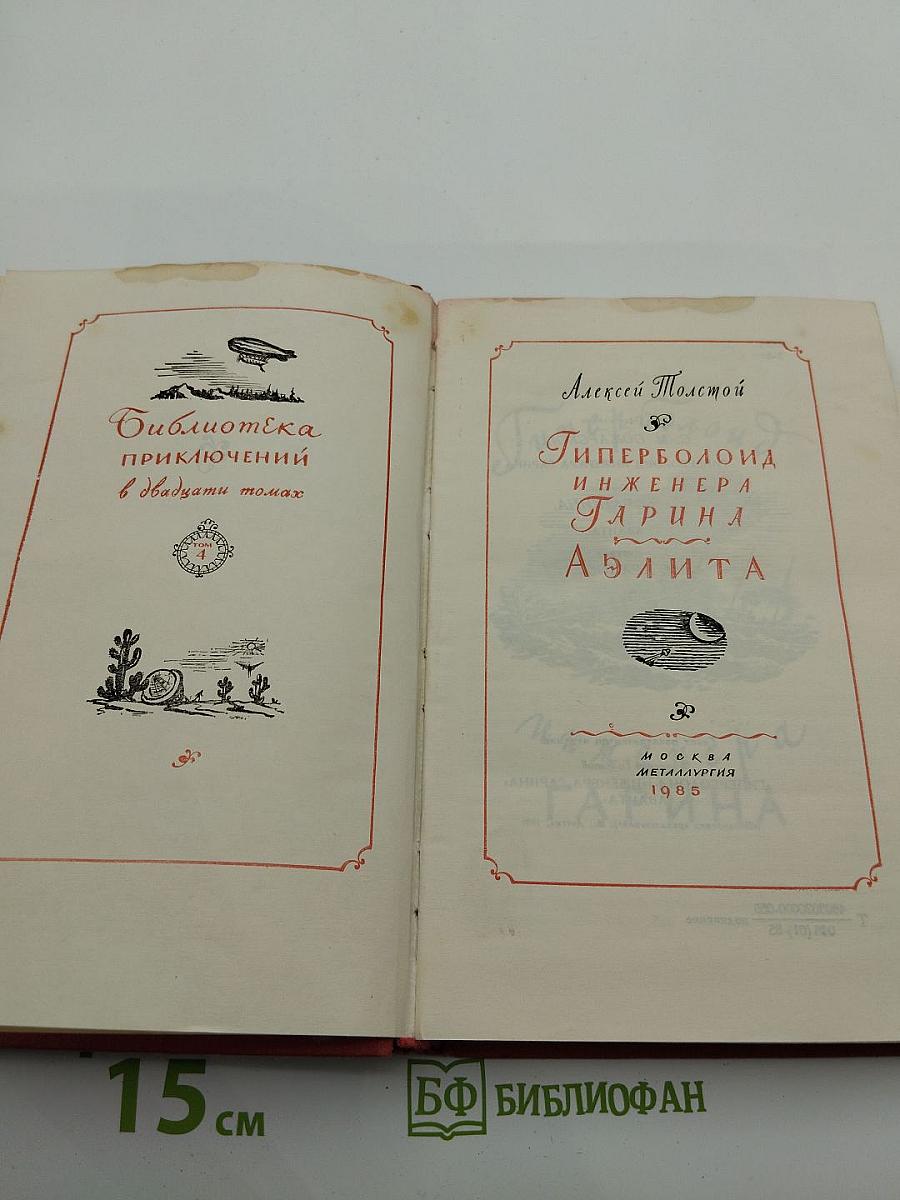 Библиотека
ПРИКЛЮЧЕНИЙ
в двадцати томах
ТОМ
4
Алексей Толстой
ГИПЕРБОЛОИД
ИНЖЕНЕРА
ГАРИНА
АЭЛИТА
МОСКВА
МЕТАЛЛУРГИЯ
1985
15 см
БФ БИБЛИОФАН